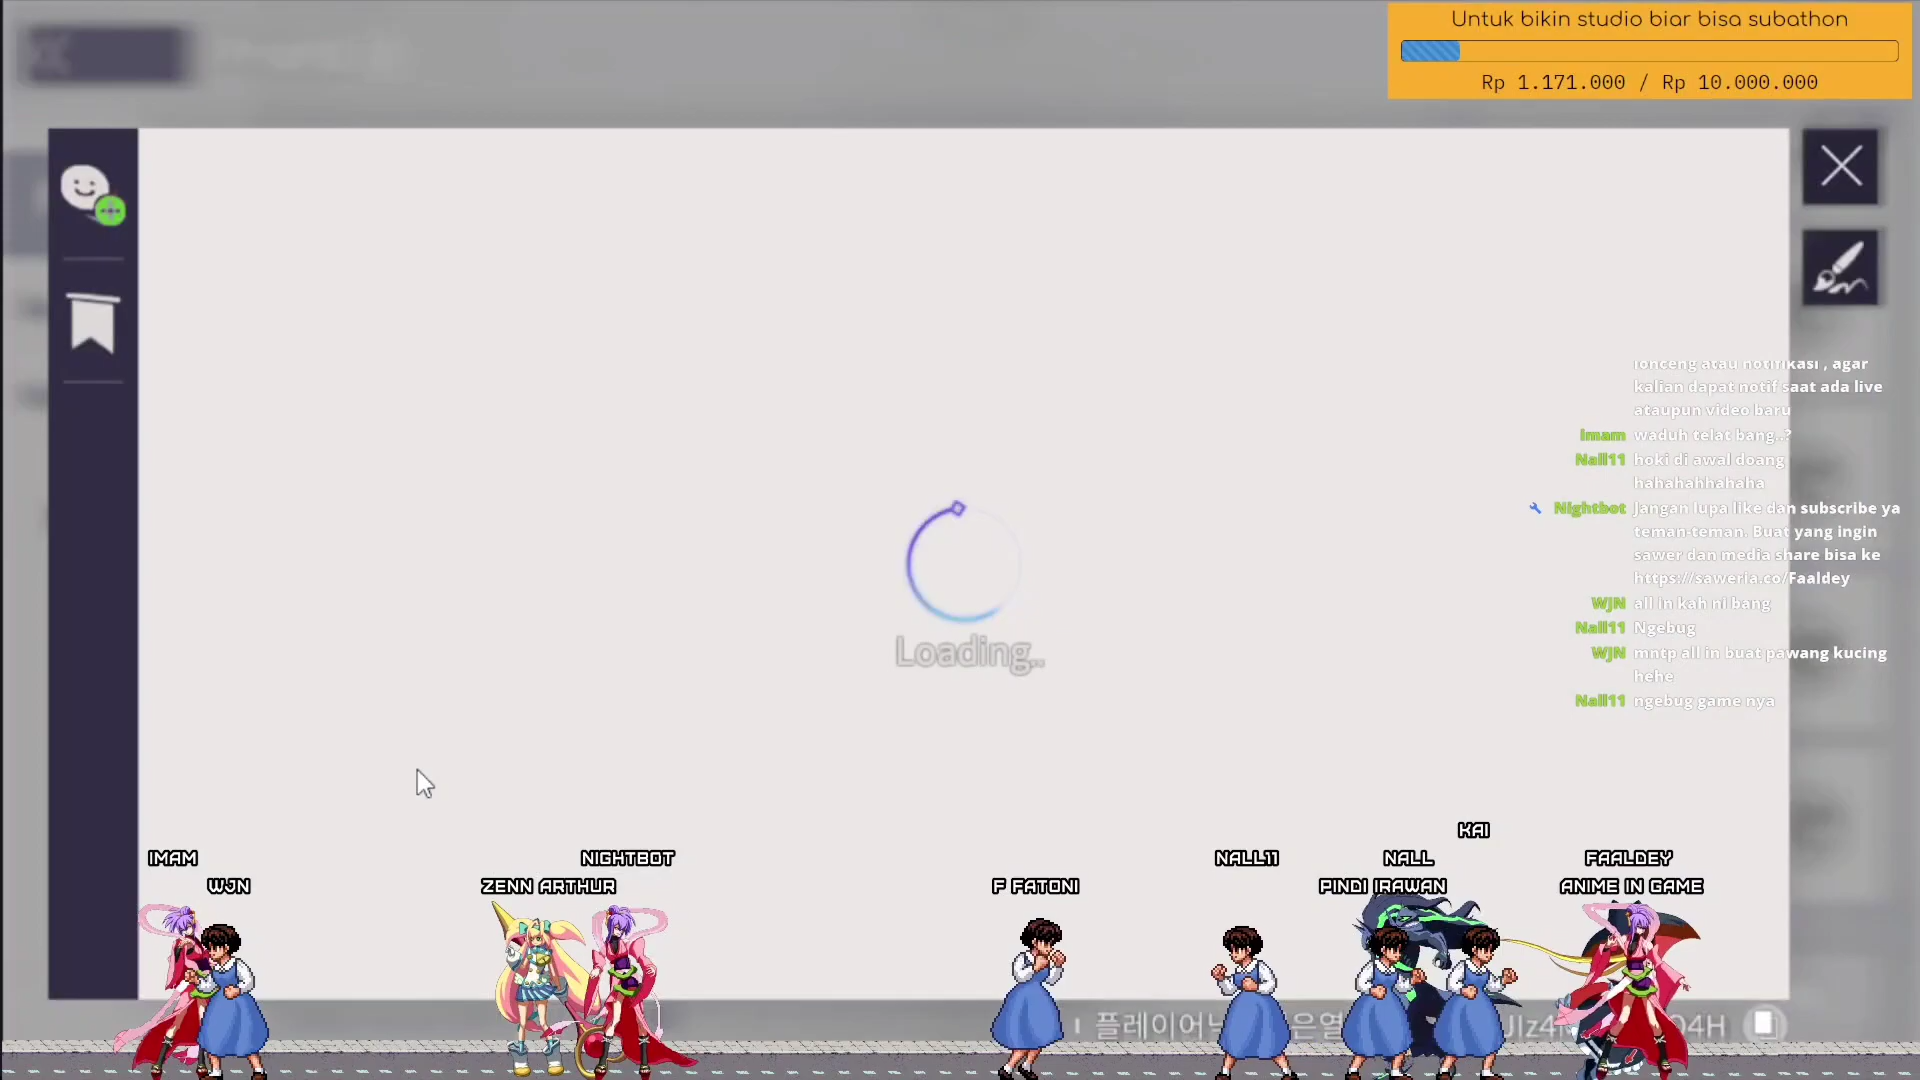 Untuk bikin studio biar bisa subathon
Rp 1.171.000 / Rp 10.000.000
lonceng atau notifikasi , agar
kalian dapat notif saat ada live
ataupun video baru
Imam waduh telat bang..?
Nall11 hoki di awal doang
hahahahhahaha
Nightbot Jangan lupa like dan subscribe ya
teman-teman. Buat yang ingin
sawer dan media share bisa ke
https://saweria.co/Faaldey
WJN all in kah ni bang
Nall11 Ngebug
WJN mntp all in buat pawang kucing
hehe
Nall11 ngebug game nya
Loading..
KAI
IMAM
NIGHTBOT
NALL11
NALL
FAALDEY
WJN
ZENN ARTHUR
F FATONI
PINDI IRAWAN
ANIME IN GAME
플레이어